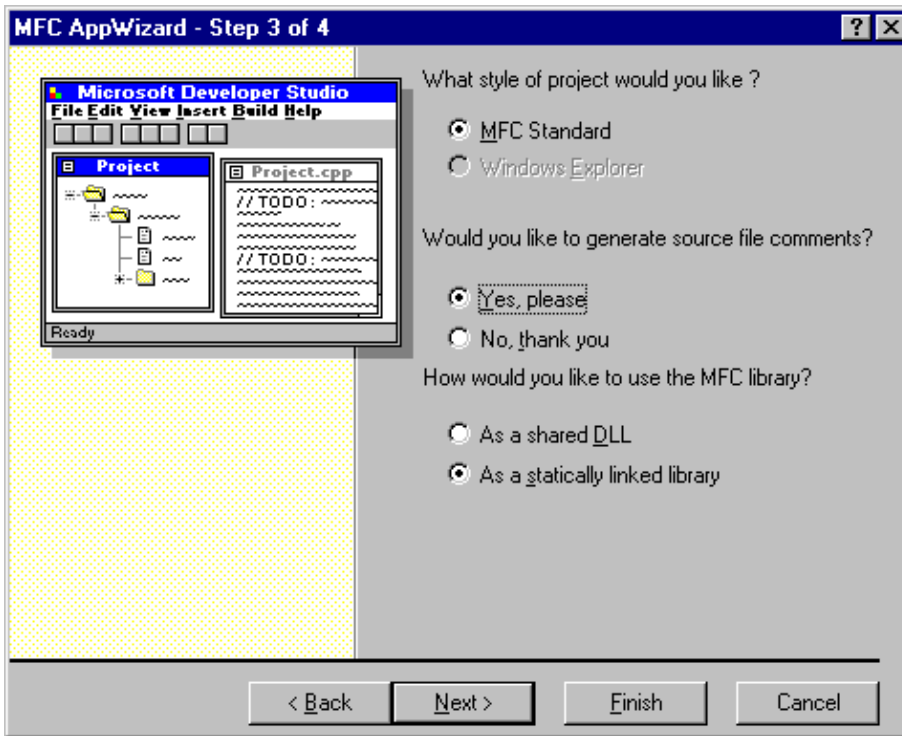 MFC AppWizard - Step 3 of 4
Microsoft Developer Studio
File Edit View Insert Build Help
Project
Project.cpp
//TODO:
//TODO:
Ready
What style of project would you like ?
MFC Standard
Windows Explorer
Would you like to generate source file comments?
Yes, please
No, thank you
How would you like to use the MFC library?
As a shared DLL
As a statically linked library
< Back
Next >
Finish
Cancel